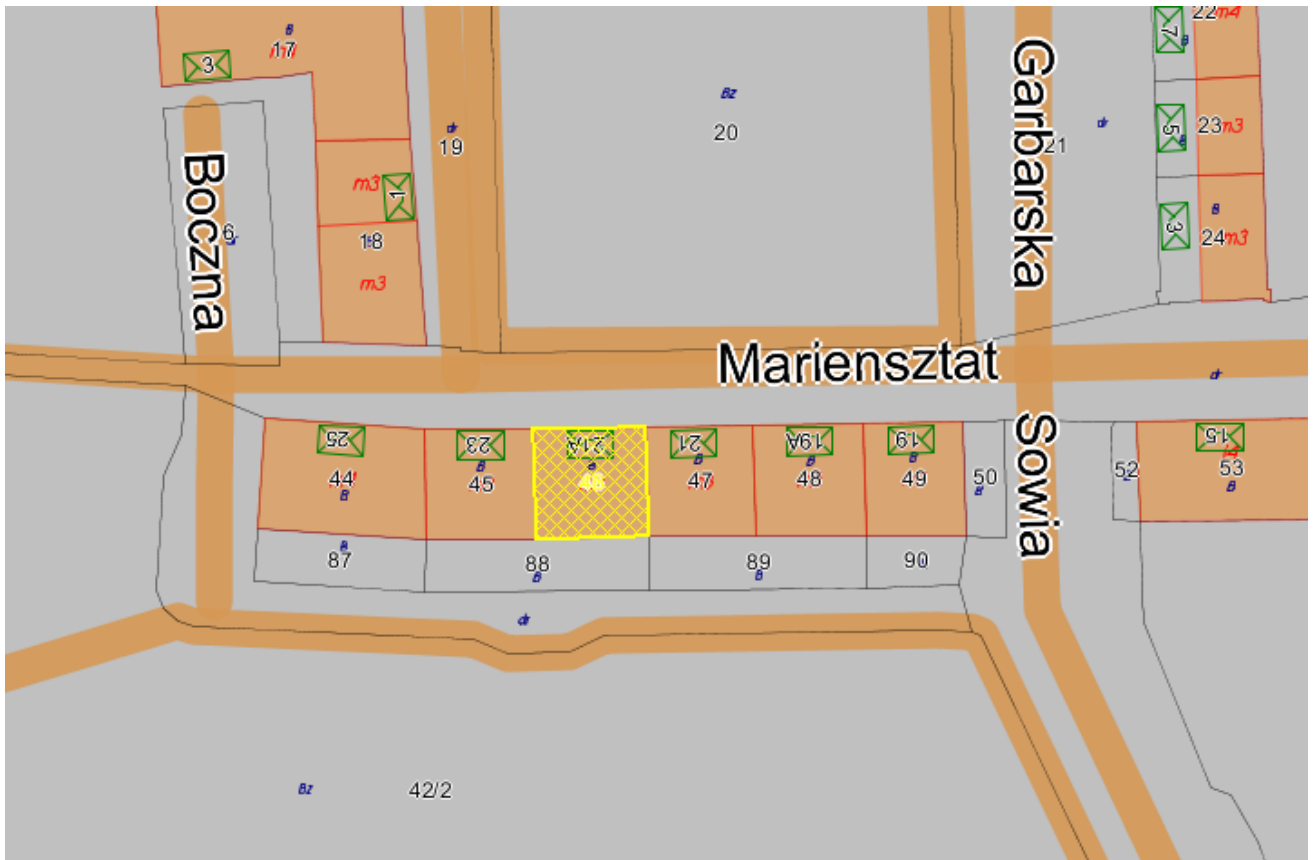 22 m4
7
B
17
3
B
Bz
20
dr
19
dr
21
5
B
23 m3
m3
1
18
m3
3
B
24 m3
6
Boczna
Garbarska
Mariensztat
dr
Sowia
25
23
21A
21
19A
19
15
44
B
45
B
46
B
47
B
48
B
49
B
50
B
52
53
B
87
B
88
B
89
B
90
dr
42/2
Bz